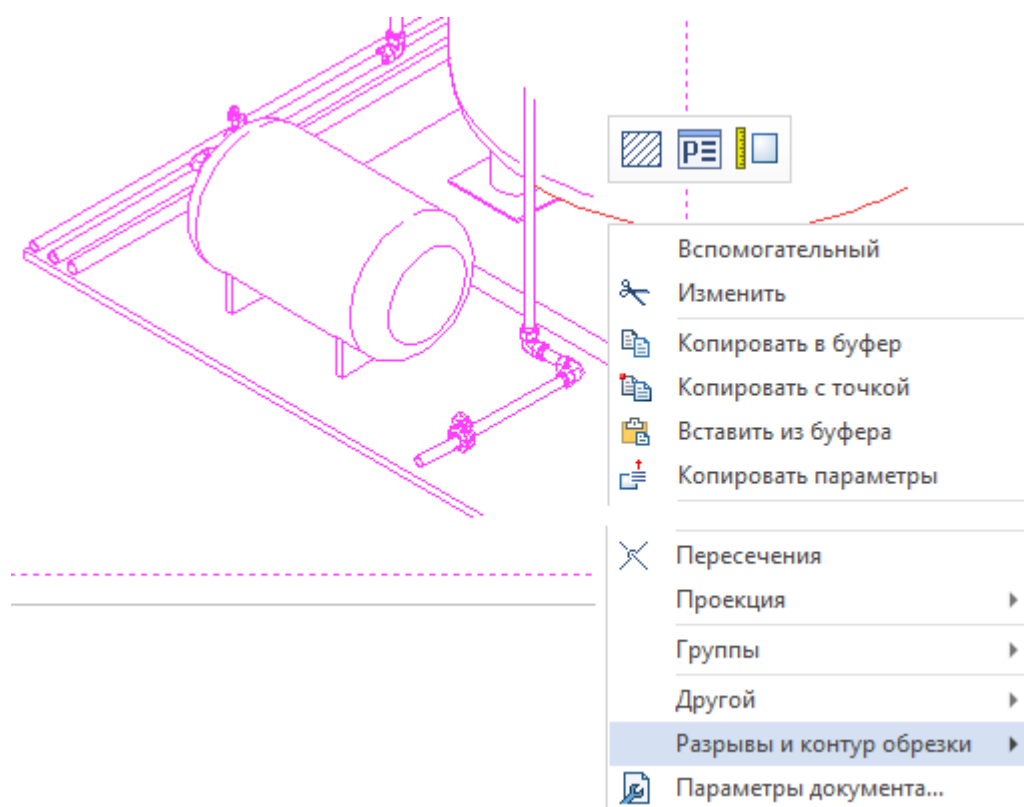 Вспомогательный
Изменить
Копировать в буфер
Копировать с точкой
Вставить из буфера
Копировать параметры
Пересечения
Проекция
Группы
Другой
Разрывы и контур обрезки
Параметры документа...